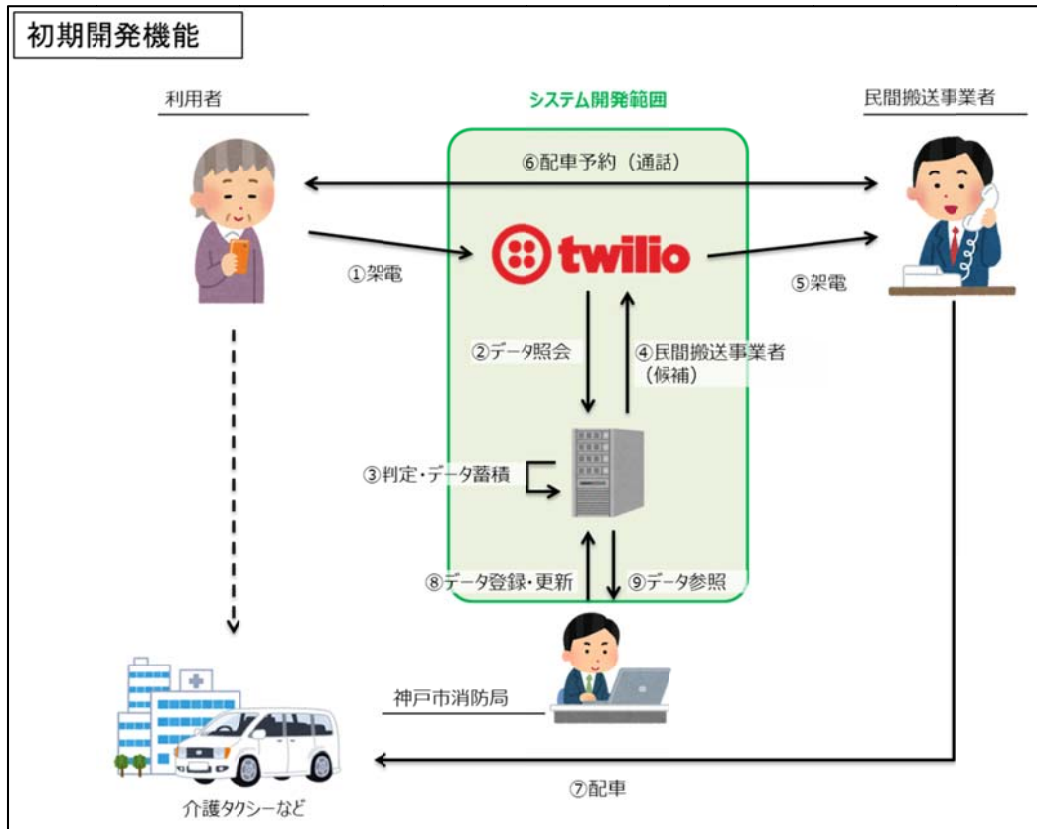 初期開発機能
利用者
システム開発範囲
民間搬送事業者
⑥配車予約（通話）
twilio
①架電
⑤架電
②データ照会
④民間搬送事業者
（候補）
③判定・データ蓄積
⑧データ登録・更新
⑨データ参照
神戸市消防局
⑦配車
介護タクシーなど